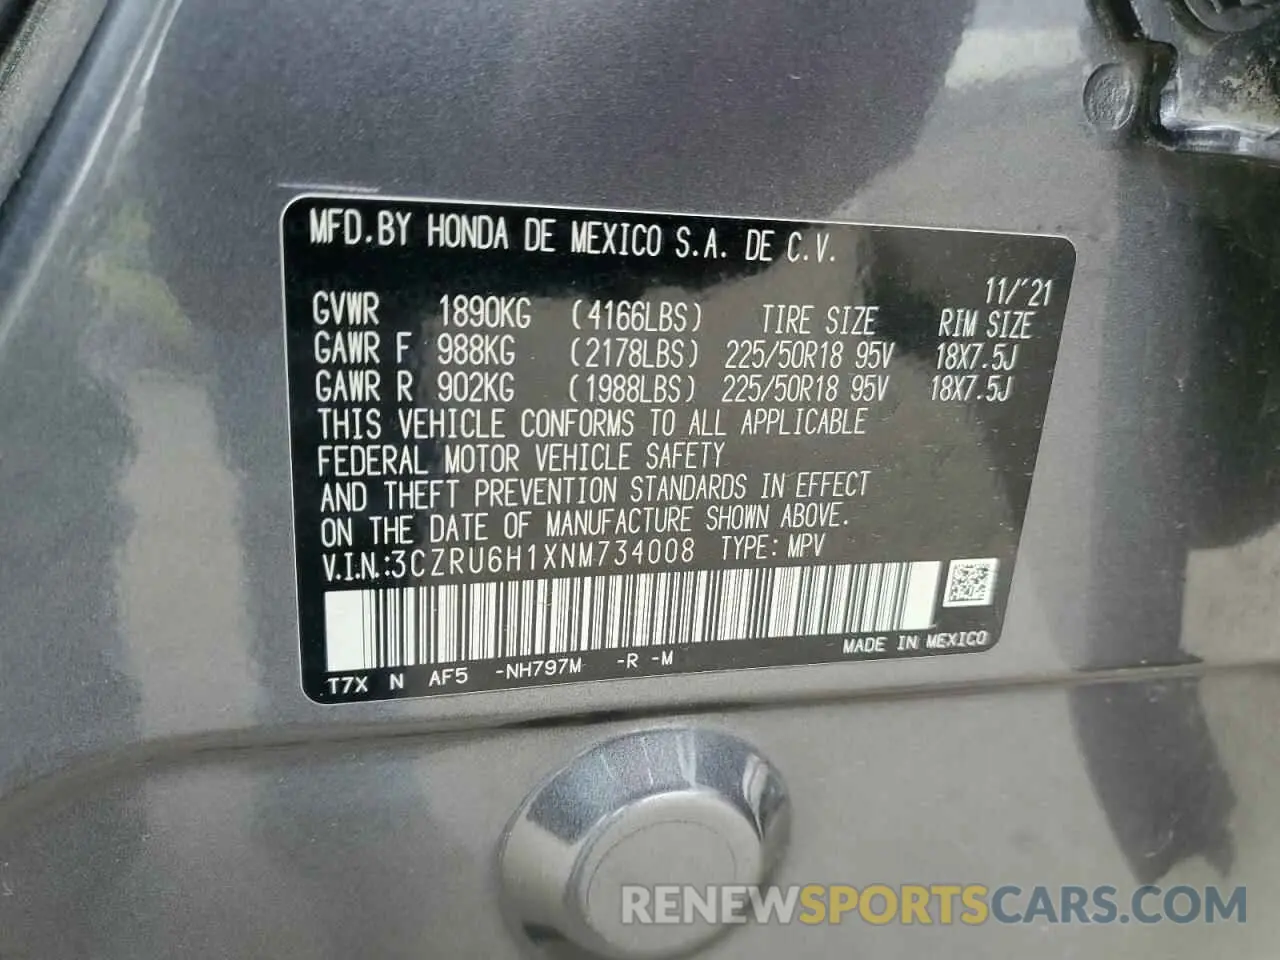 MFD.BY HONDA DE MEXICO S.A. DE C.V.
11/'21
GVWR 1890KG (4166LBS) TIRE SIZE RIM SIZE
GAWR F 988KG (2178LBS) 225/50R18 95V 18X7.5J
GAWR R 902KG (1988LBS) 225/50R18 95V 18X7.5J
THIS VEHICLE CONFORMS TO ALL APPLICABLE
FEDERAL MOTOR VEHICLE SAFETY
AND THEFT PREVENTION STANDARDS IN EFFECT
ON THE DATE OF MANUFACTURE SHOWN ABOVE.
V.I.N.:3CZRU6H1XNM734008 TYPE: MPV
MADE IN MEXICO
T7X N AF5 -NH797M -R -M
RENEWSPORTSCARS.COM